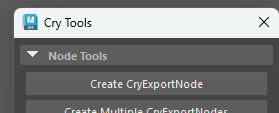 Cry Tools
Node Tools
Create CryExportNode
Create Multiple CryExportNodes